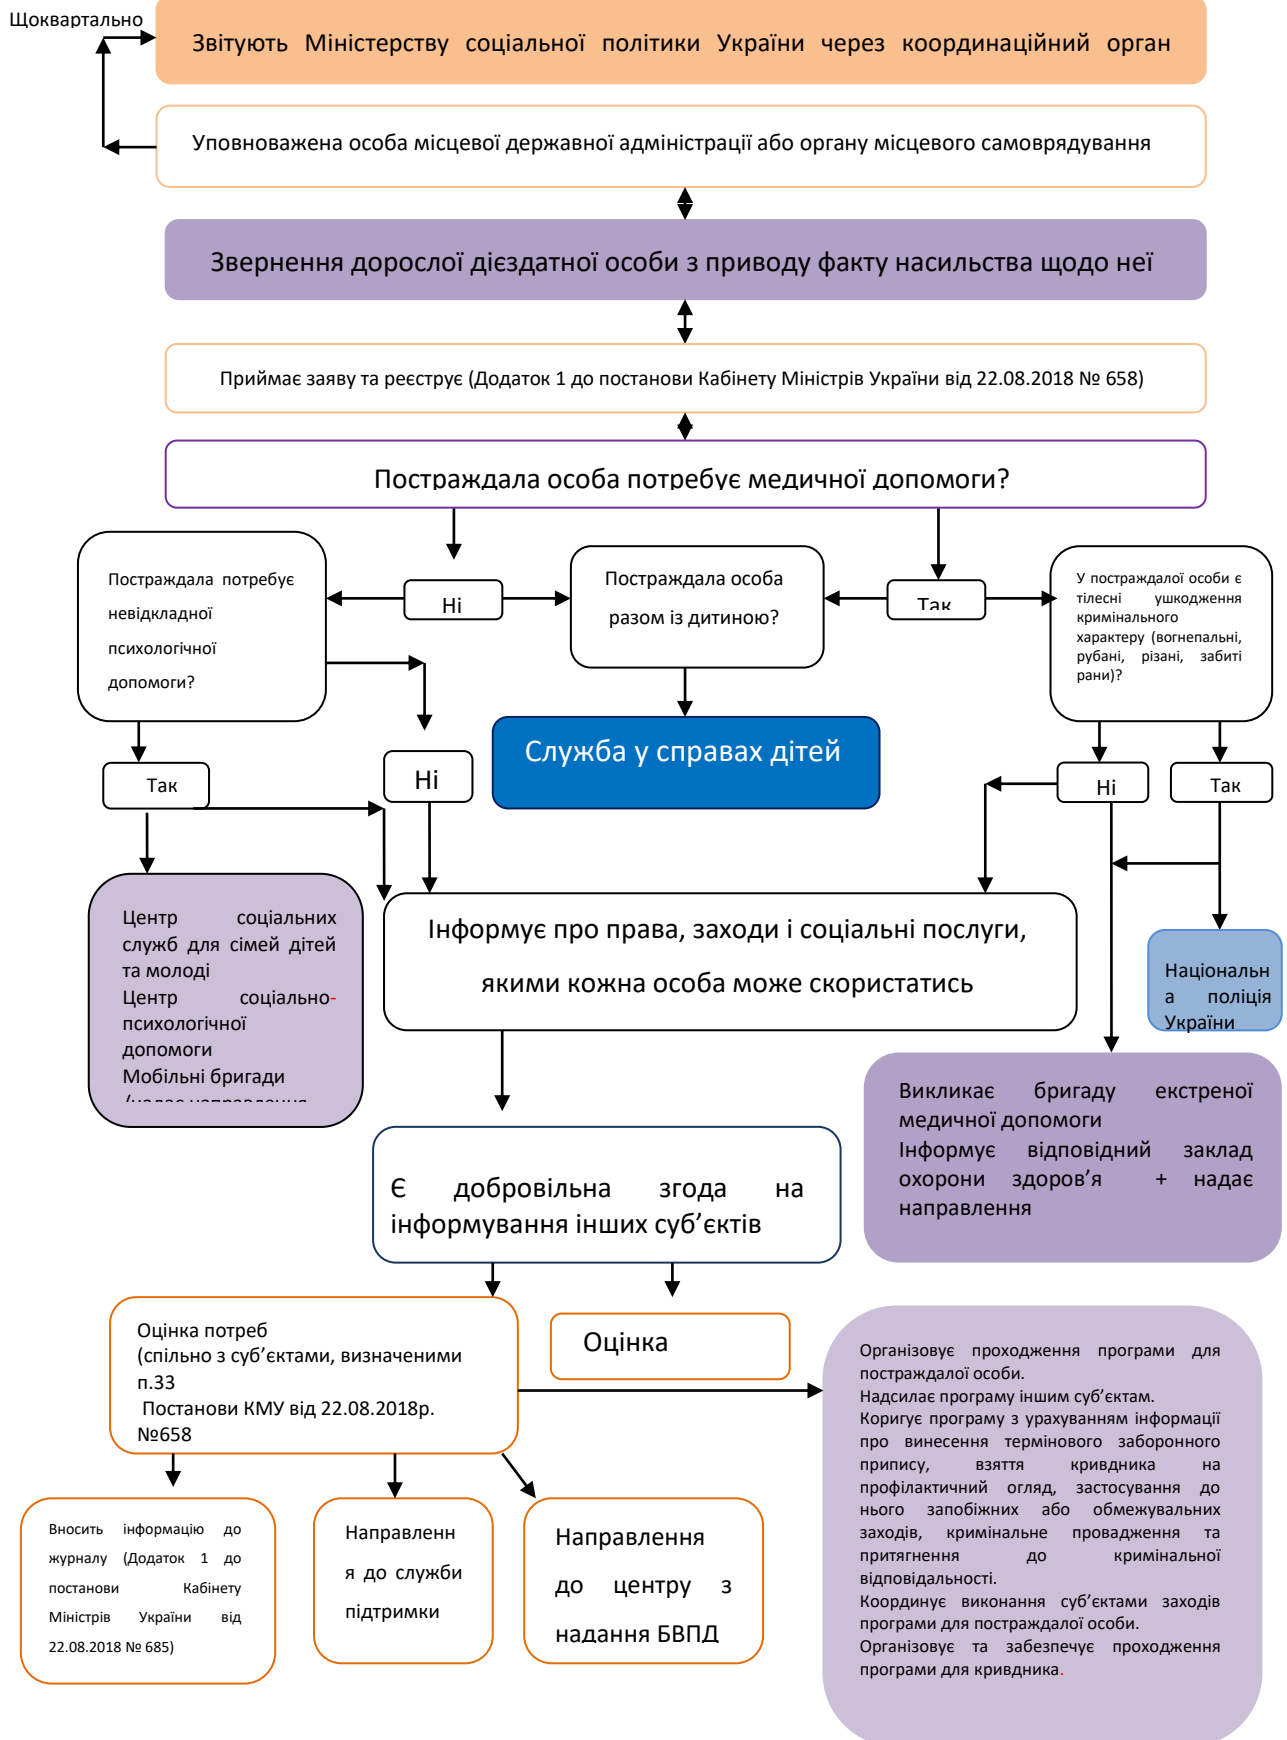 Щоквартально
Звітують Міністерству соціальної політики України через координаційний орган
Уповноважена особа місцевої державної адміністрації або органу місцевого самоврядування
Звернення дорослої дієздатної особи з приводу факту насильства щодо неї
Приймає заяву та реєструє (Додаток 1 до постанови Кабінету Міністрів України від 22.08.2018 № 658)
Постраждала особа потребує медичної допомоги?
Постраждала потребує
невідкладної
психологічної
допомоги?
Ні
Постраждала особа
разом із дитиною?
Так
У постраждалої особи є
тілесні ушкодження
кримінального
характеру (вогнепальні,
рубані, різані, забиті
рани)?
Служба у справах дітей
Так
Ні
Ні
Так
Центр соціальних
служб для сімей дітей
та молоді
Центр соціально-
психологічної
допомоги
Мобільні бригади
/надає направлення
Інформує про права, заходи і соціальні послуги,
якими кожна особа може скористатись
Національн
а поліція
України
Викликає бригаду екстреної
медичної допомоги
Інформує відповідний заклад
охорони здоров’я + надає
направлення
Є добровільна згода на
інформування інших суб’єктів
Оцінка потреб
(спільно з суб’єктами, визначеними
п.33
Постанови КМУ від 22.08.2018р.
№658
Оцінка
Організовує проходження програми для
постраждалої особи.
Надсилає програму іншим суб’єктам.
Коригує програму з урахуванням інформації
про винесення термінового заборонного
припису, взяття кривдника на
профілактичний огляд, застосування до
нього запобіжних або обмежувальних
заходів, кримінальне провадження та
притягнення до кримінальної
відповідальності.
Координує виконання суб’єктами заходів
програми для постраждалої особи.
Організовує та забезпечує проходження
програми для кривдника.
Вносить інформацію до
журналу (Додаток 1 до
постанови Кабінету
Міністрів України від
22.08.2018 № 685)
Направленн
я до служби
підтримки
Направлення
до центру з
надання БВПД